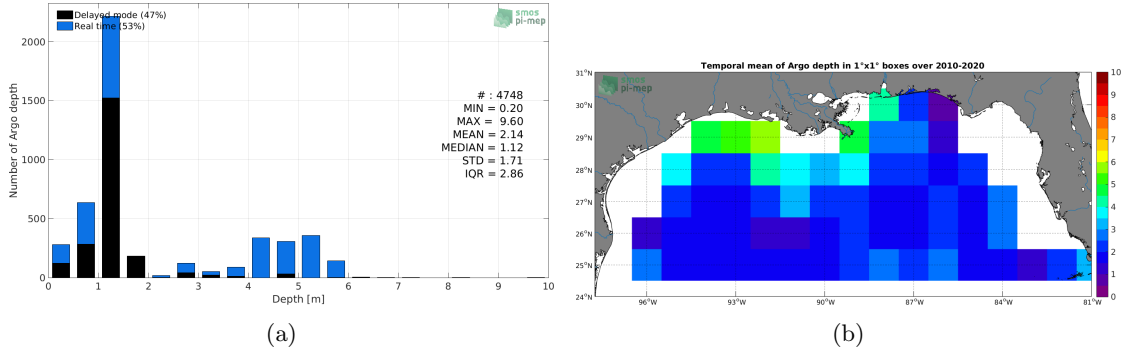 Delayed mode (47%)
Real time (53%)
smos
pi-mep
Number of Argo depth
2000
1500
1000
500
0
# : 4748
MIN = 0.20
MAX = 9.60
MEAN = 2.14
MEDIAN = 1.12
STD = 1.71
IQR = 2.86
0 1 2 3 4 5 6 7 8 9 10
Depth [m]
(a)
Temporal mean of Argo depth in 1°x1° boxes over 2010-2020
smos
pi-mep
31°N
30°N
29°N
28°N
27°N
26°N
25°N
24°N
96°W 93°W 90°W 87°W 84°W 81°W
10
9
8
7
6
5
4
3
2
1
0
(b)